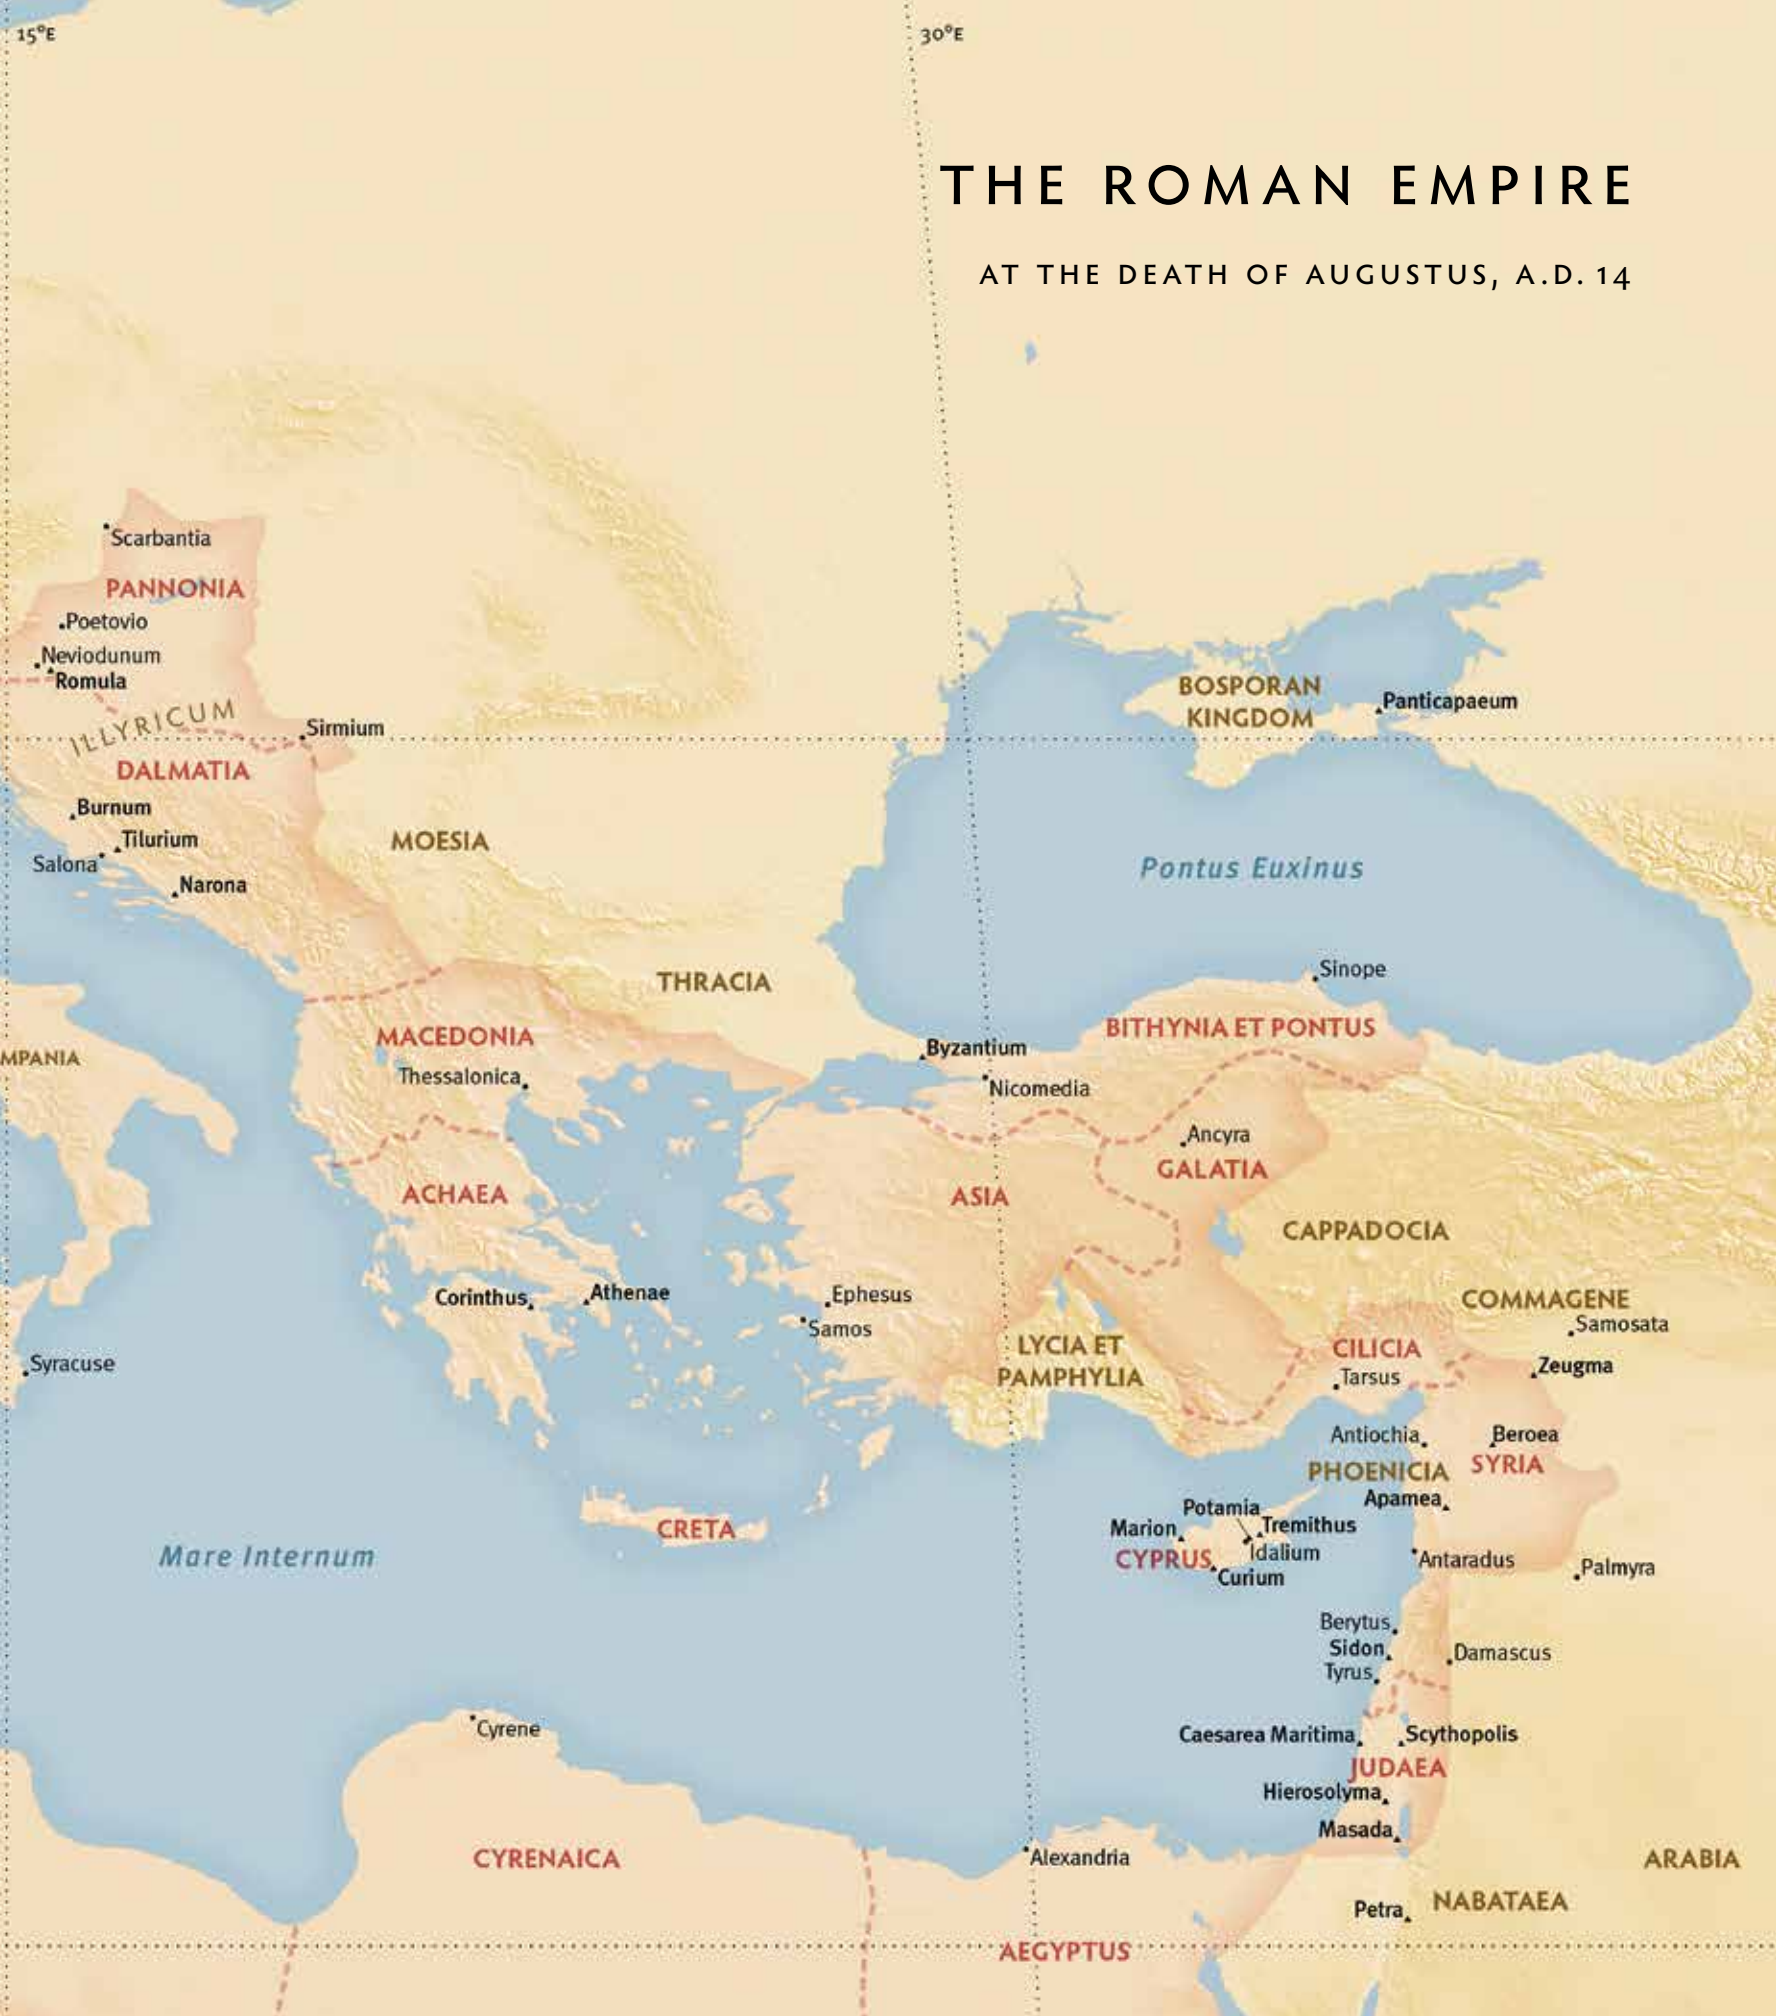 15°E
30°E
THE ROMAN EMPIRE
AT THE DEATH OF AUGUSTUS, A.D. 14
Scarbantia
PANNONIA
Poetovio
Neviodunum
Romula
ILLYRICUM
Sirmium
DALMATIA
Burnum
Tilurium
Salona
Narona
MOESIA
BOSPORAN
KINGDOM
Panticapaeum
Pontus Euxinus
THRACIA
Sinope
MACEDONIA
BITHYNIA ET PONTUS
MPANIA
Byzantium
Thessalonica
Nicomedia
Ancyra
GALATIA
ACHAEA
ASIA
CAPPADOCIA
Corinthus
Athenae
Ephesus
Samos
COMMAGENE
Samosata
LYCIA ET
PAMPHYLIA
CILICIA
Tarsus
Zeugma
Syracuse
Antiochia
Beroea
PHOENICIA
SYRIA
Apamea
Potamia
Marion
Tremithus
CYPRUS
Idalium
Curium
CRETA
Mare Internum
Antaradus
Palmyra
Berytus
Sidon
Tyrus
Damascus
Cyrene
Caesarea Maritima
Scythopolis
JUDAEA
Hierosolyma
Masada
CYRENAICA
Alexandria
ARABIA
Petra
NABATAEA
AEGYPTUS